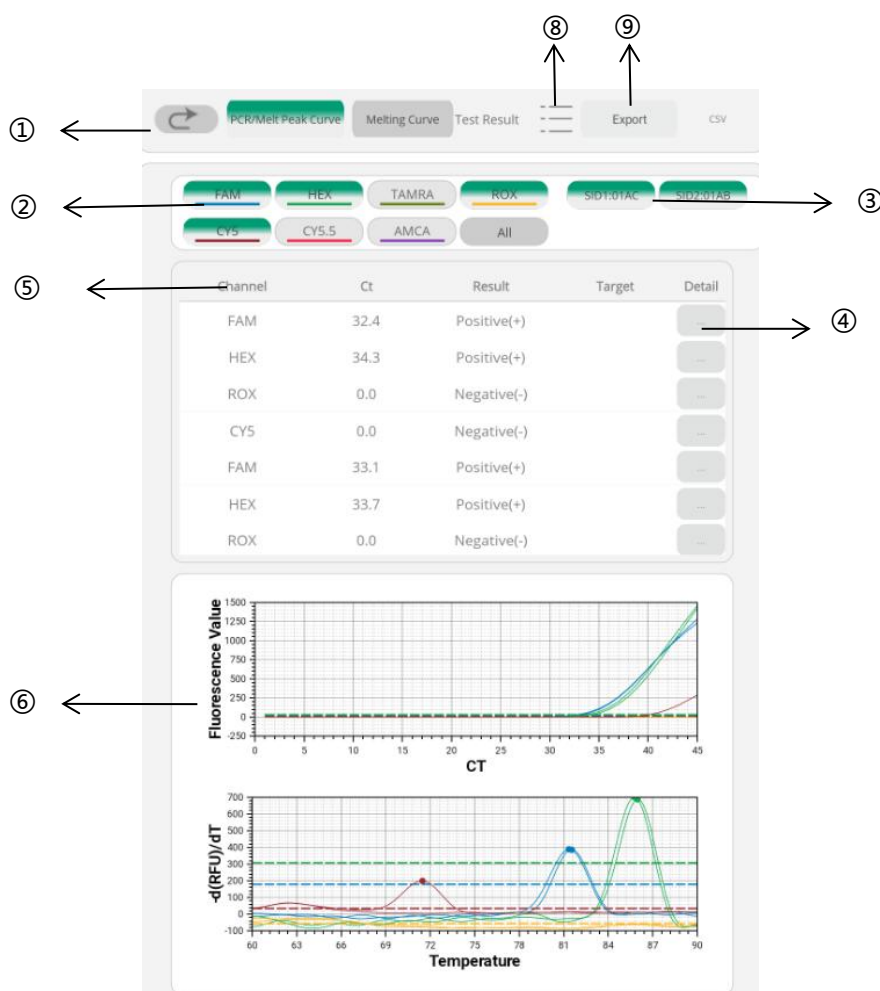 ⑧ ⑨
① PCR/Melt Peak Curve Melting Curve Test Result Export CSV
② FAM HEX TAMRA ROX SID1:01AC SID2:01AB ③
CY5 CY5.5 AMCA All
⑤ Channel Ct Result Target Detail
FAM 32.4 Positive(+) ... ④
HEX 34.3 Positive(+) ...
ROX 0.0 Negative(-) ...
CY5 0.0 Negative(-) ...
FAM 33.1 Positive(+) ...
HEX 33.7 Positive(+) ...
ROX 0.0 Negative(-) ...
⑥
Fluorescence Value
1500
1250
1000
750
500
250
0
-250
0 5 10 15 20 25 30 35 40 45
CT
-d(RFU)/dT
700
600
500
400
300
200
100
0
-100
60 63 66 69 72 75 78 81 84 87 90
Temperature